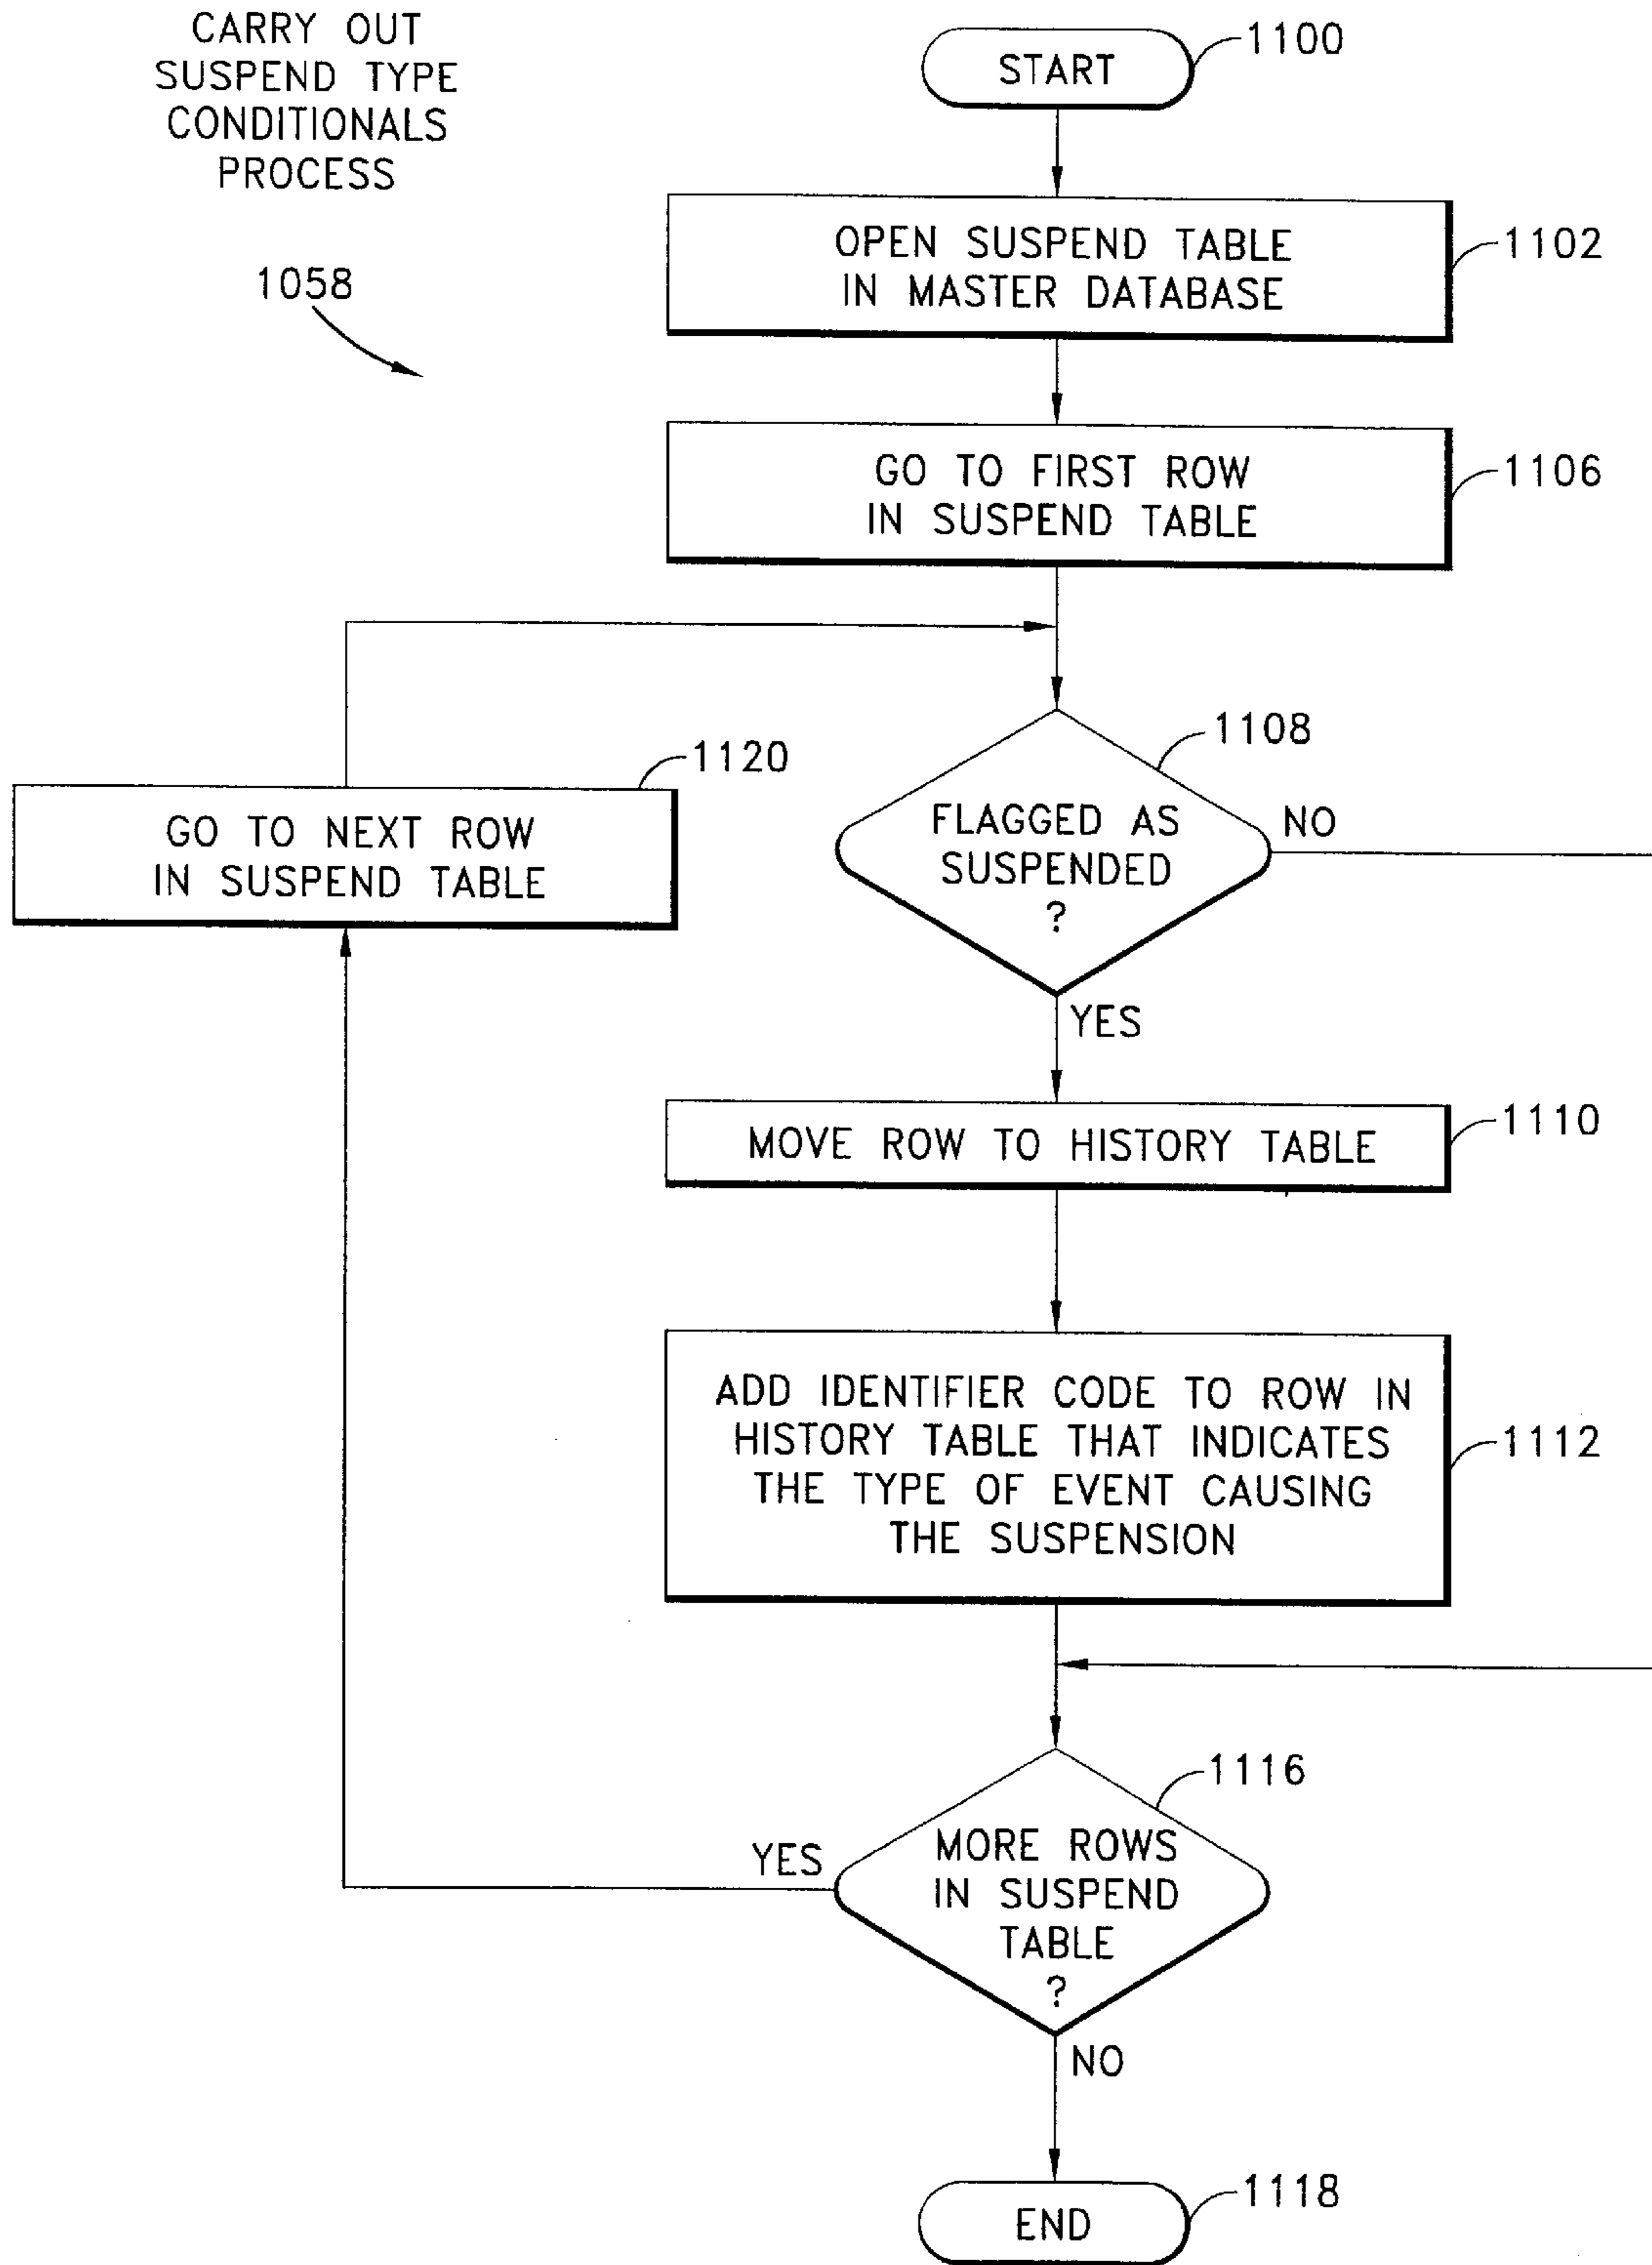 CARRY OUT
SUSPEND TYPE
CONDITIONALS
PROCESS
1058
START
1100
OPEN SUSPEND TABLE
IN MASTER DATABASE
1102
GO TO FIRST ROW
IN SUSPEND TABLE
1106
1108
FLAGGED AS
SUSPENDED
?
NO
YES
1120
GO TO NEXT ROW
IN SUSPEND TABLE
MOVE ROW TO HISTORY TABLE
1110
ADD IDENTIFIER CODE TO ROW IN
HISTORY TABLE THAT INDICATES
THE TYPE OF EVENT CAUSING
THE SUSPENSION
1112
1116
MORE ROWS
IN SUSPEND
TABLE
?
YES
NO
END
1118